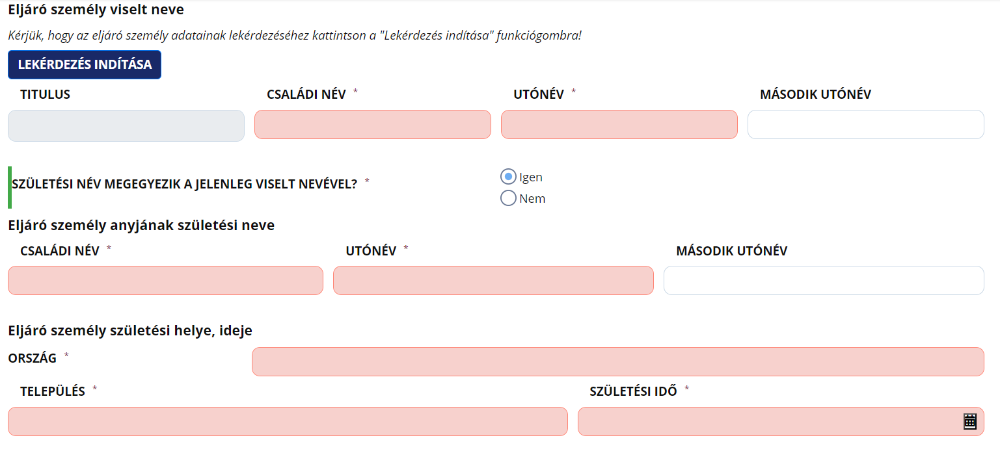 Eljáró személy viselt neve
Kérjük, hogy az eljáró személy adatainak lekérdezéséhez kattintson a "Lekérdezés indítása" funkciógombra!
LEKÉRDEZÉS INDÍTÁSA
TITULUS CSALÁDI NÉV * UTÓNÉV * MÁSODIK UTÓNÉV
SZÜLETÉSI NÉV MEGEGYEZIK A JELENLEG VISELT NEVÉVEL? * Igen
Nem
Eljáró személy anyjának születési neve
CSALÁDI NÉV * UTÓNÉV * MÁSODIK UTÓNÉV
Eljáró személy születési helye, ideje
ORSZÁG *
TELEPÜLÉS * SZÜLETÉSI IDŐ *